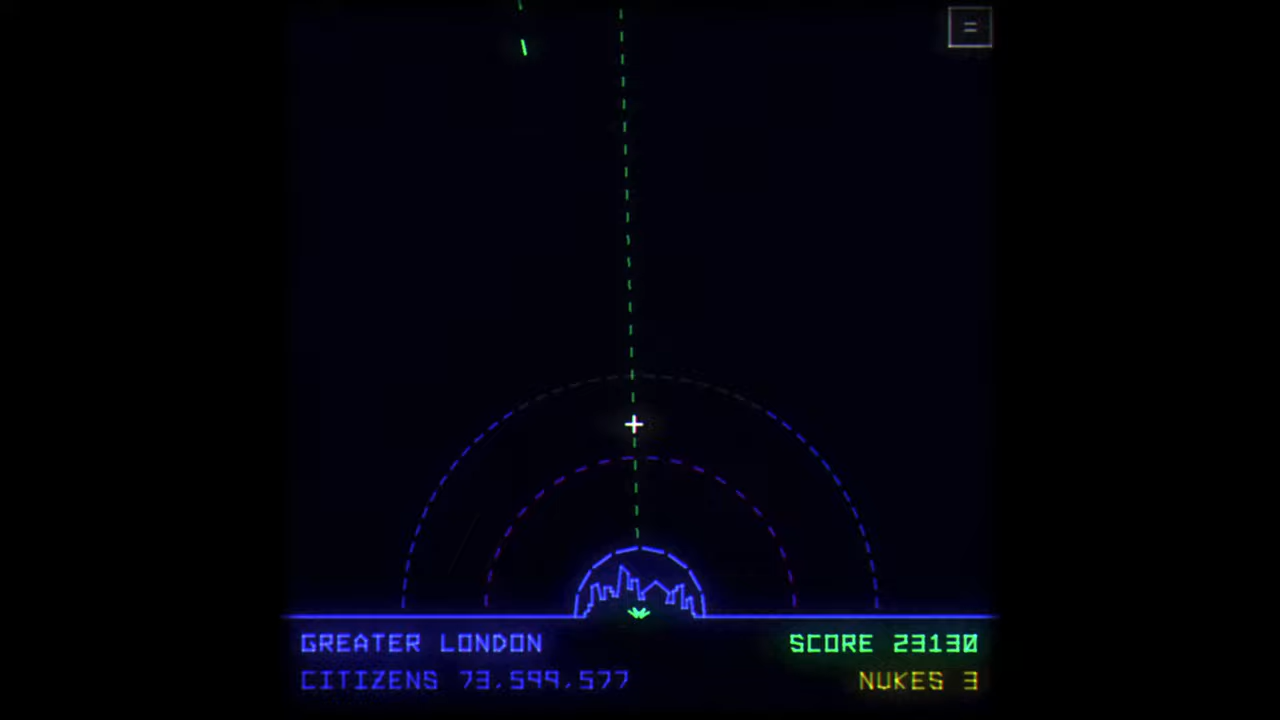 GREATER LONDON
SCORE 23130
CITIZENS 73,599,577
NUKES 3